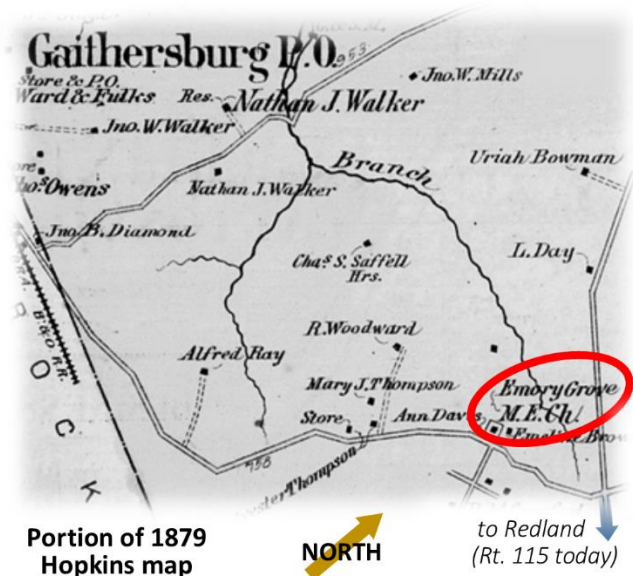 Gaithersburg P.O.
953
Store & P.O.
Ward & Fulks
Res.
Nathan J. Walker
Jno. W. Mills
Jno. W. Walker
Branch
Uriah Bowman
Owens
Nathan J. Walker
Jno. B. Diamond
Chas. S. Saffell
Hrs.
L. Day
B. & O. R.R.
R. Woodward
Alfred Ray
Mary J. Thompson
Emory Grove
M.E. Ch.
Store
Ann Davis
Thompson
O
C
K
Portion of 1879
Hopkins map
NORTH
to Redland
(Rt. 115 today)